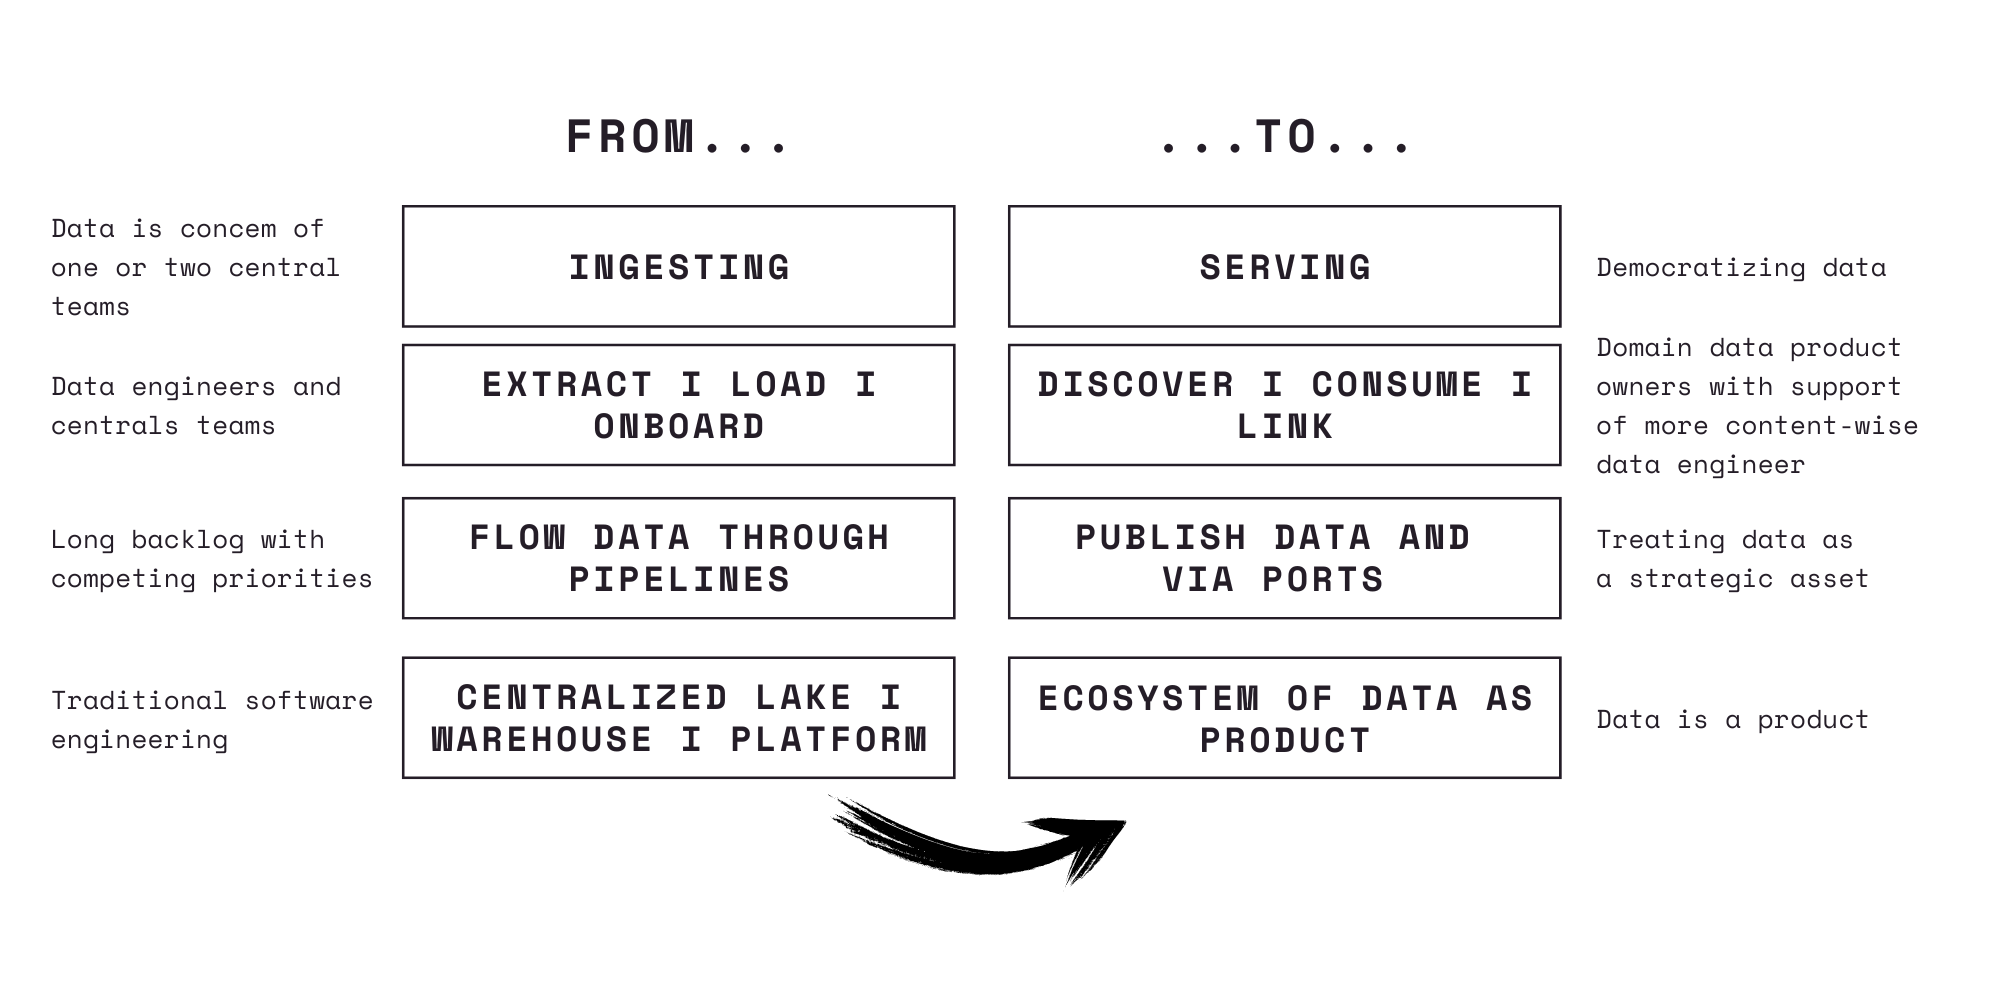 FROM...
...TO...
Data is concem of
one or two central
teams
INGESTING
SERVING
Democratizing data
Data engineers and
centrals teams
EXTRACT I LOAD I
ONBOARD
DISCOVER I CONSUME I
LINK
Domain data product
owners with support
of more content-wise
data engineer
Long backlog with
competing priorities
FLOW DATA THROUGH
PIPELINES
PUBLISH DATA AND
VIA PORTS
Treating data as
a strategic asset
Traditional software
engineering
CENTRALIZED LAKE I
WAREHOUSE I PLATFORM
ECOSYSTEM OF DATA AS
PRODUCT
Data is a product